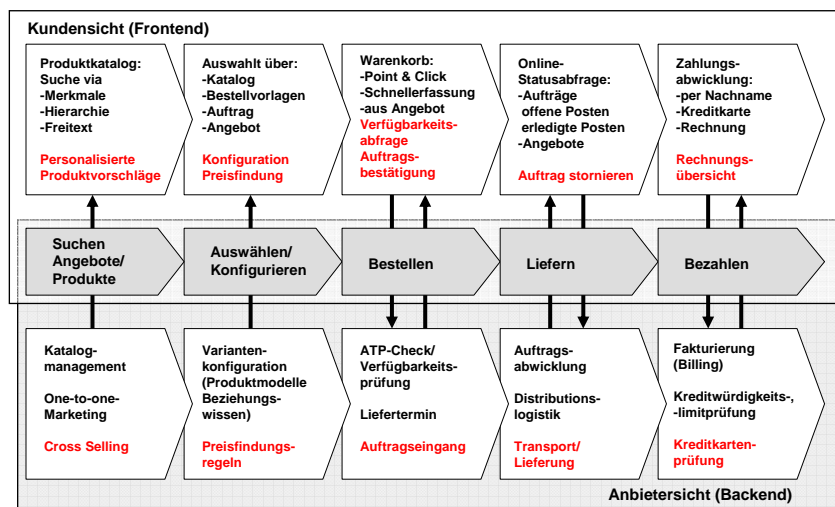 Kundensicht (Frontend)
Produktkatalog:
Suche via
-Merkmale
-Hierarchie
-Freitext
Personalisierte
Produktvorschläge
Auswahlt über:
-Katalog
-Bestellvorlagen
-Auftrag
-Angebot
Konfiguration
Preisfindung
Warenkorb:
-Point & Click
-Schnellerfassung
-aus Angebot
Verfügbarkeits-
abfrage
Auftrags-
bestätigung
Online-
Statusabfrage:
-Aufträge
offene Posten
erledigte Posten
-Angebote
Auftrag stornieren
Zahlungs-
abwicklung:
-per Nachname
-Kreditkarte
-Rechnung
Rechnungs-
übersicht
Suchen
Angebote/
Produkte
Auswählen/
Konfigurieren
Bestellen
Liefern
Bezahlen
Katalog-
management
One-to-one-
Marketing
Cross Selling
Varianten-
konfiguration
(Produktmodelle
Beziehungs-
wissen)
Preisfindungs-
regeln
ATP-Check/
Verfügbarkeits-
prüfung
Liefertermin
Auftragseingang
Auftrags-
abwicklung
Distributions-
logistik
Transport/
Lieferung
Fakturierung
(Billing)
Kreditwürdigkeits-,
-limitprüfung
Kreditkarten-
prüfung
Anbietersicht (Backend)